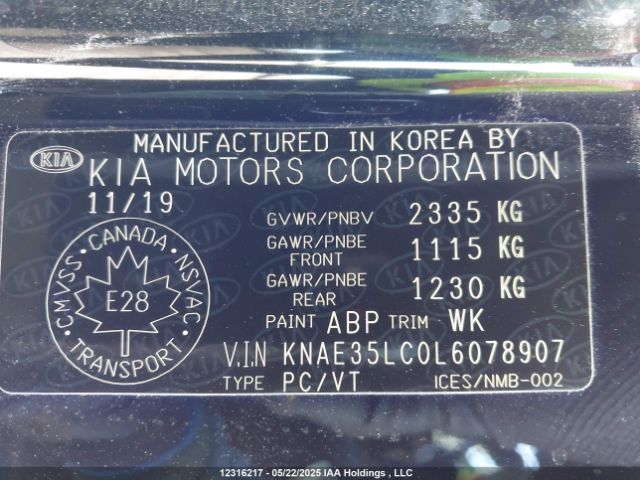 MANUFACTURED IN KOREA BY
KIA KIA MOTORS CORPORATION
11/19
GVWR/PNBV 2335 KG
GAWR/PNBE FRONT 1115 KG
GAWR/PNBE REAR 1230 KG
PAINT ABP TRIM WK
V.I.N KNAE35LC0L6078907
TYPE PC/VT ICES/NMB-002
CMVSS · CANADA · NSVAC
E28
TRANSPORT
12316217 - 05/22/2025 IAA Holdings , LLC